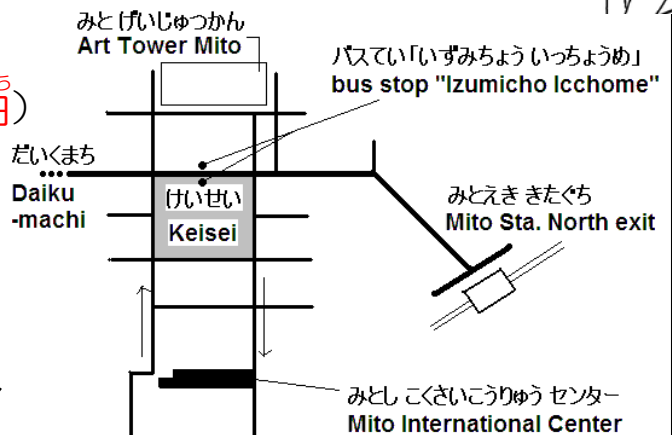 みと げいじゅつかん
Art Tower Mito
バスてい「いずみちょう いっちょうめ」
bus stop "Izumicho Icchome"
だいくまち
Daiku
-machi
けいせい
Keisei
みとえき きたぐち
Mito Sta. North exit
みとし こくさいこうりゅう センター
Mito International Center